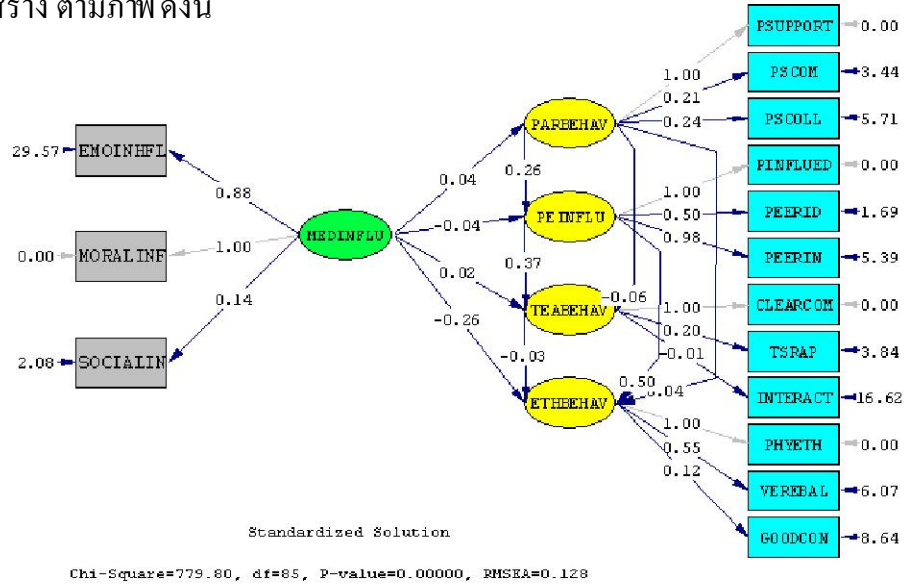 สร้าง ตามภาพ ดังนี้
PSUPPORT 0.00
1.00
PSCOM 3.44
0.21
PARBEHAV 0.24 PSCOLL 5.71
EMOINHFL 29.57
0.04 0.26
PINFLUED 0.00
0.88 1.00
PEINFLU 0.50 PEERID 1.69
MEDINFLU -0.04 0.98
MORALINF 0.00 1.00
PEERIN 5.39
0.02 0.37
0.14 -0.06
TEABEHAV 1.00 CLEARCOM 0.00
-0.26 0.20
TSRAP 3.84
SOCIALIN 2.08 -0.03 -0.01
0.50 0.04
ETHBEHAV INTERACT 16.62
1.00
PHYETH 0.00
0.55
0.12
VEREBAL 6.07
Standardized Solution
GOODCON 8.64
Chi-Square=779.80, df=85, P-value=0.00000, RMSEA=0.128